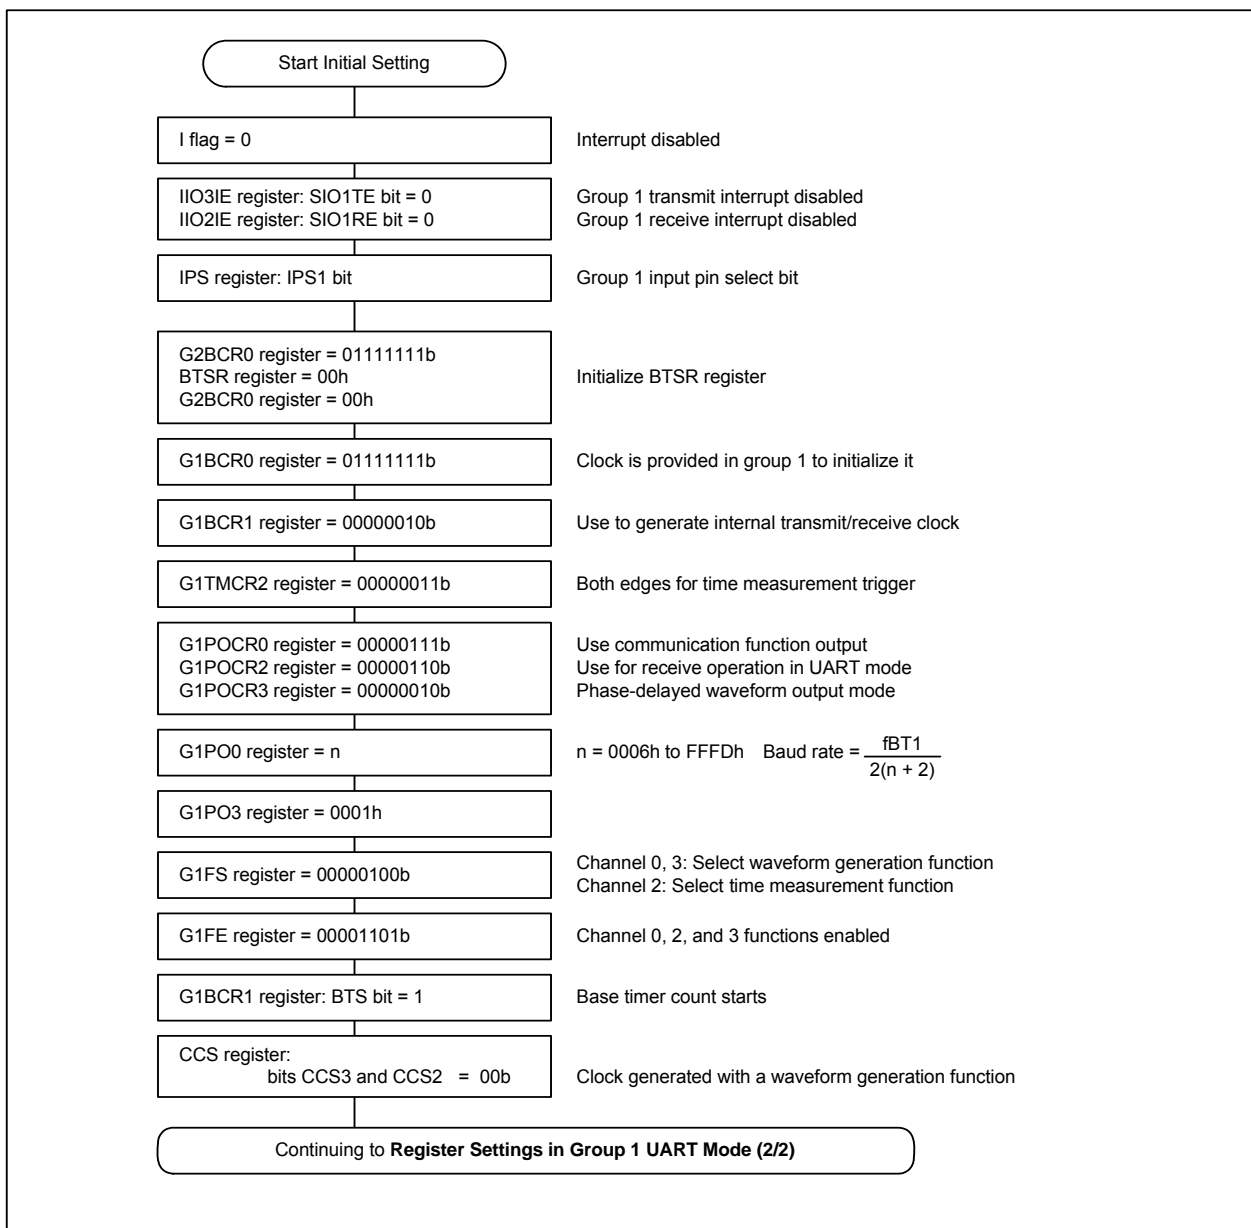 Start Initial Setting
I flag = 0
Interrupt disabled
IIO3IE register: SIO1TE bit = 0
Group 1 transmit interrupt disabled
IIO2IE register: SIO1RE bit = 0
Group 1 receive interrupt disabled
IPS register: IPS1 bit
Group 1 input pin select bit
G2BCR0 register = 01111111b
BTSR register = 00h
Initialize BTSR register
G2BCR0 register = 00h
G1BCR0 register = 01111111b
Clock is provided in group 1 to initialize it
G1BCR1 register = 00000010b
Use to generate internal transmit/receive clock
G1TMCR2 register = 00000011b
Both edges for time measurement trigger
G1POCR0 register = 00000111b
Use communication function output
G1POCR2 register = 00000110b
Use for receive operation in UART mode
G1POCR3 register = 00000010b
Phase-delayed waveform output mode
G1PO0 register = n
n = 0006h to FFFDh Baud rate = fBT1
2(n + 2)
G1PO3 register = 0001h
G1FS register = 00000100b
Channel 0, 3: Select waveform generation function
Channel 2: Select time measurement function
G1FE register = 00001101b
Channel 0, 2, and 3 functions enabled
G1BCR1 register: BTS bit = 1
Base timer count starts
CCS register:
bits CCS3 and CCS2 = 00b
Clock generated with a waveform generation function
Continuing to Register Settings in Group 1 UART Mode (2/2)